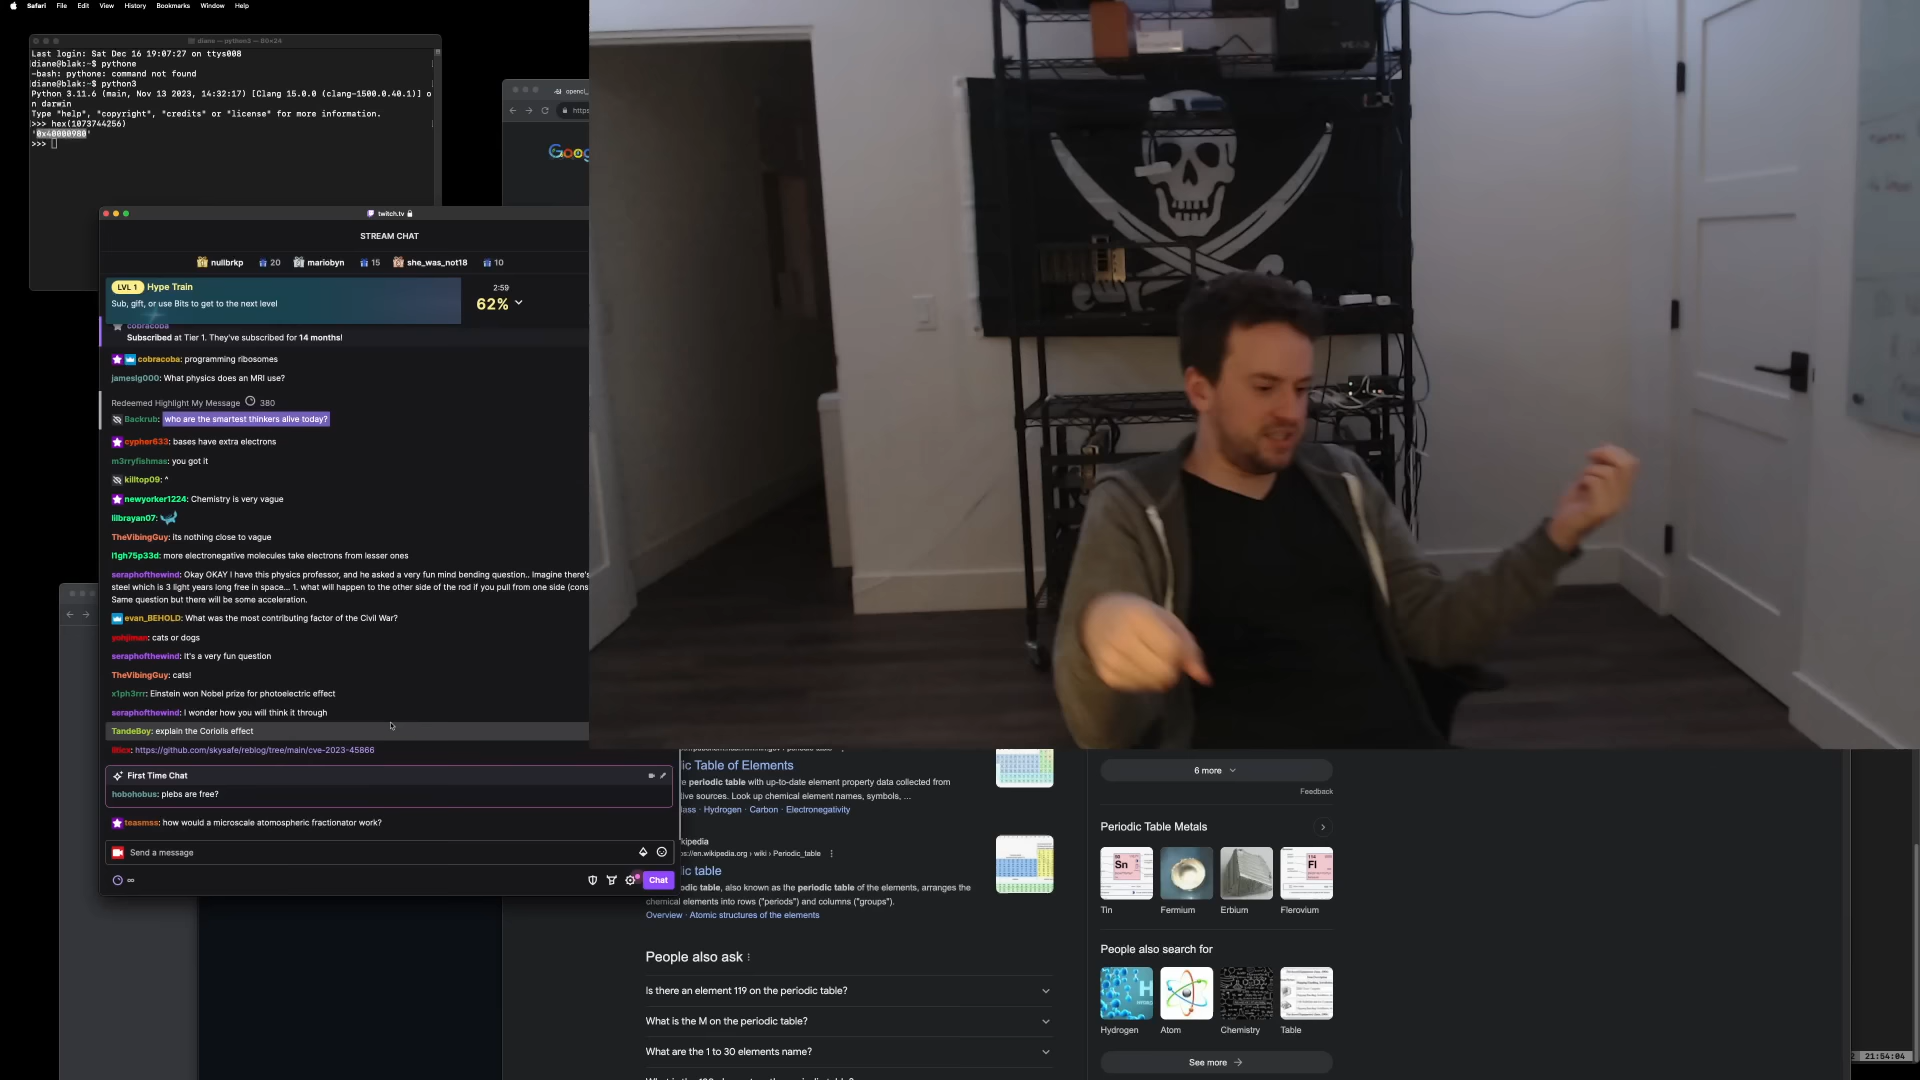 Safari File Edit View History Bookmarks Window Help
diane — python3 — 80×24
Last login: Sat Dec 16 19:07:27 on ttys008
diane@blak:~$ pythone
-bash: pythone: command not found
diane@blak:~$ python3
Python 3.11.6 (main, Nov 13 2023, 14:32:17) [Clang 15.0.0 (clang-1500.0.40.1)] o
n darwin
Type "help", "copyright", "credits" or "license" for more information.
>>> hex(1073744256)
'0x40000980'
>>>
opencl_
https
Goog
twitch.tv
STREAM CHAT
nullbrkp 20 mariobyn 15 she_was_not18 10
LVL 1 Hype Train
Sub, gift, or use Bits to get to the next level
2:59
62%
cobracoba
Subscribed at Tier 1. They've subscribed for 14 months!
cobracoba: programming ribosomes
jameslg000: What physics does an MRI use?
Redeemed Highlight My Message 380
Backrub: who are the smartest thinkers alive today?
cypher633: bases have extra electrons
m3rryfishmas: you got it
killtop09: ^
newyorker1224: Chemistry is very vague
lilbrayan07:
TheVibingGuy: its nothing close to vague
l1gh75p33d: more electronegative molecules take electrons from lesser ones
seraphofthewind: Okay OKAY I have this physics professor, and he asked a very fun mind bending question.. Imagine there's
steel which is 3 light years long free in space... 1. what will happen to the other side of the rod if you pull from one side (cons
Same question but there will be some acceleration.
evan_BEHOLD: What was the most contributing factor of the Civil War?
cats or dogs
seraphofthewind: It's a very fun question
TheVibingGuy: cats!
x1ph3rrr: Einstein won Nobel prize for photoelectric effect
seraphofthewind: I wonder how you will think it through
TandeBoy: explain the Coriolis effect
https://github.com/skysafe/reblog/tree/main/cve-2023-45866
First Time Chat
hobohobus: plebs are free?
teasmss: how would a microscale atomospheric fractionator work?
Send a message
Chat
ic Table of Elements
periodic table with up-to-date element property data collected from
tive sources. Look up chemical element names, symbols, ...
ass · Hydrogen · Carbon · Electronegativity
kipedia
s://en.wikipedia.org › wiki › Periodic_table
ic table
odic table, also known as the periodic table of the elements, arranges the
chemical elements into rows ("periods") and columns ("groups").
Overview · Atomic structures of the elements
People also ask
Is there an element 119 on the periodic table?
What is the M on the periodic table?
What are the 1 to 30 elements name?
6 more
Feedback
Periodic Table Metals
Sn
Fl
Tin Fermium Erbium Flerovium
People also search for
Hydrogen Atom Chemistry Table
See more
21:54:04